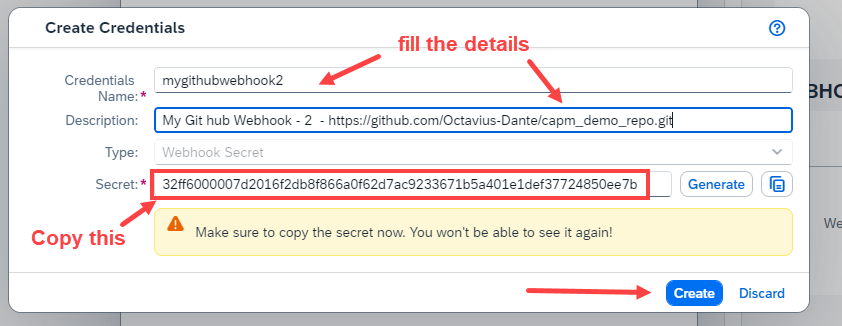 Create Credentials
fill the details
Credentials
Name:*
mygithubwebhook2
Description:
My Git hub Webhook - 2 - https://github.com/Octavius-Dante/capm_demo_repo.git
Type:
Webhook Secret
Secret:*
32ff6000007d2016f2db8f866a0f62d7ac9233671b5a401e1def37724850ee7b
Generate
Copy this
Make sure to copy the secret now. You won't be able to see it again!
Create
Discard
BHO
We